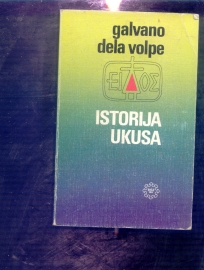 galvano
dela volpe
ΕΙΔΟΣ
ISTORIJA
UKUSA